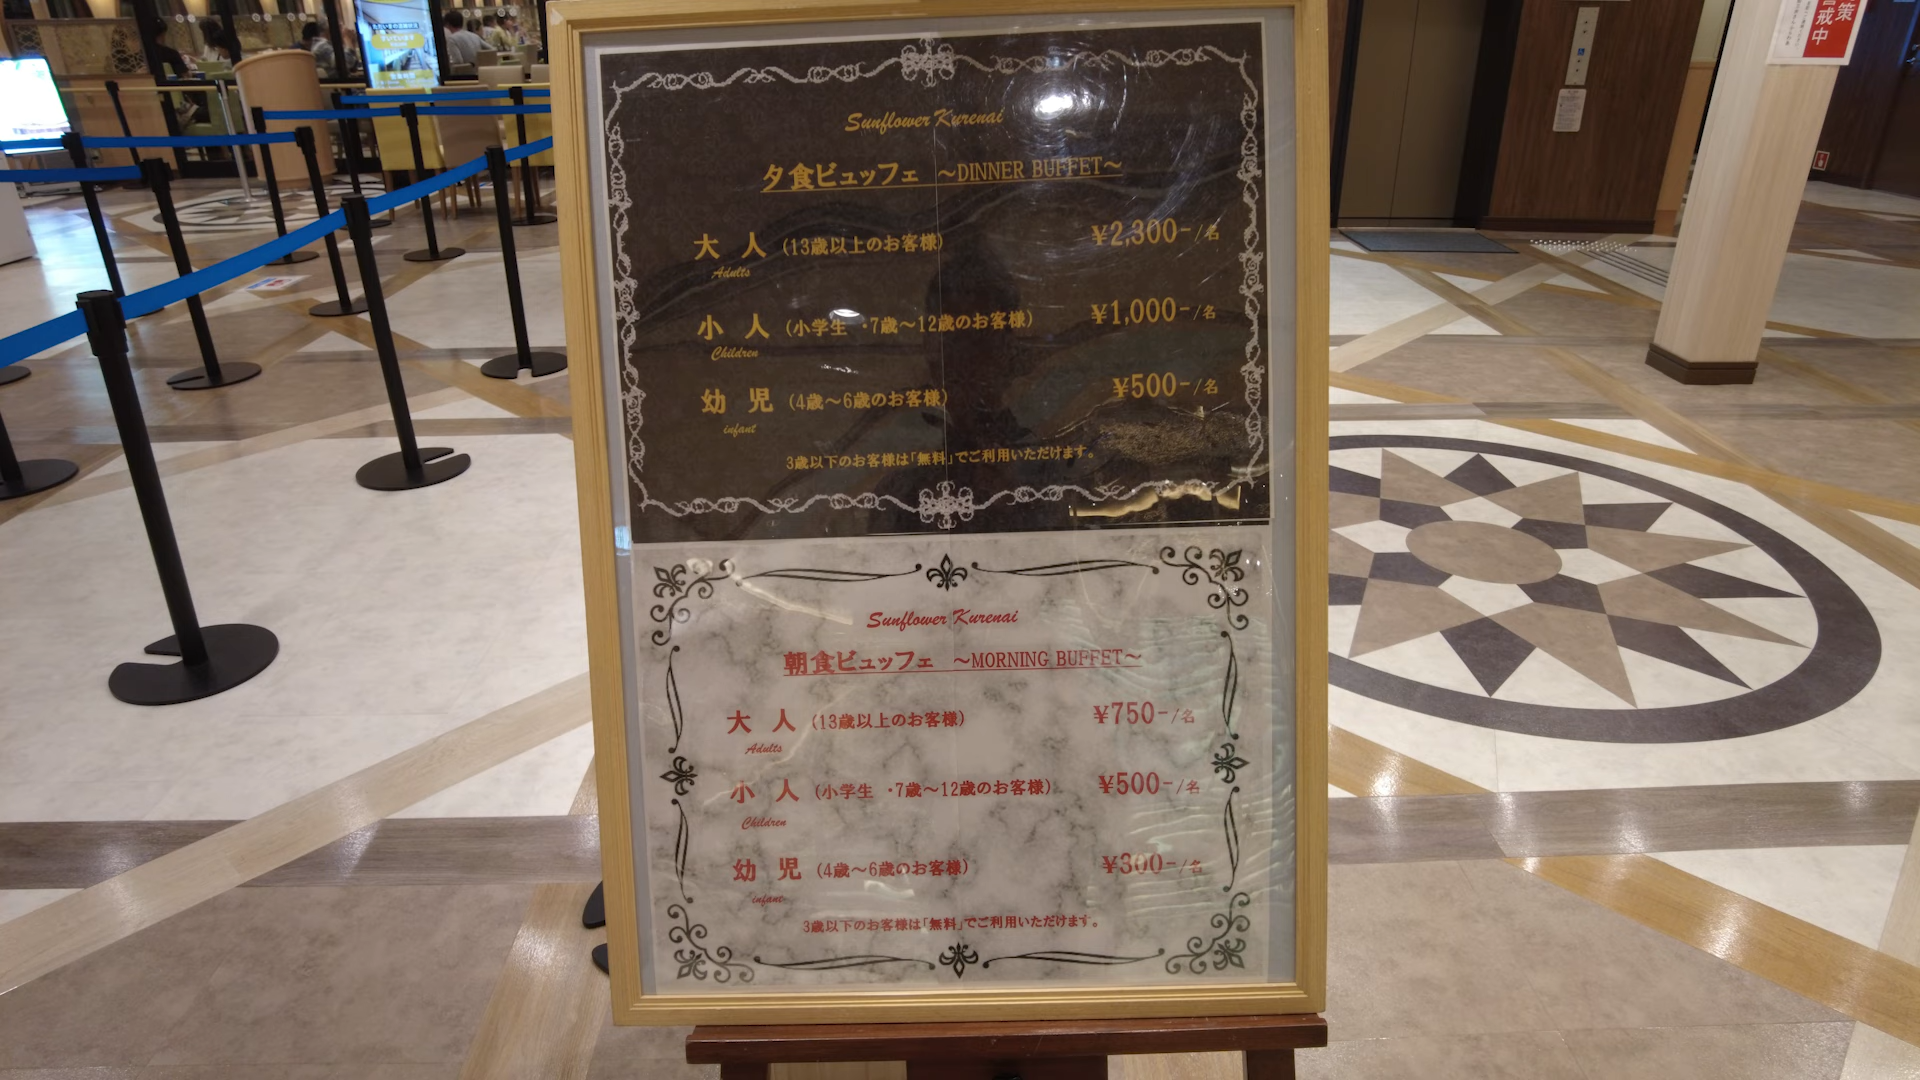 Sunflower Kurenai
夕食ビュッフェ ～DINNER BUFFET～
大人 (13歳以上のお客様) ¥2,300-/名
Adults
小人 (小学生・7歳～12歳のお客様) ¥1,000-/名
Children
幼児 (4歳～6歳のお客様) ¥500-/名
infant
3歳以下のお客様は「無料」でご利用いただけます。
Sunflower Kurenai
朝食ビュッフェ ～MORNING BUFFET～
大人 (13歳以上のお客様) ¥750-/名
Adults
小人 (小学生・7歳～12歳のお客様) ¥500-/名
Children
幼児 (4歳～6歳のお客様) ¥300-/名
infant
3歳以下のお客様は「無料」でご利用いただけます。
戒中